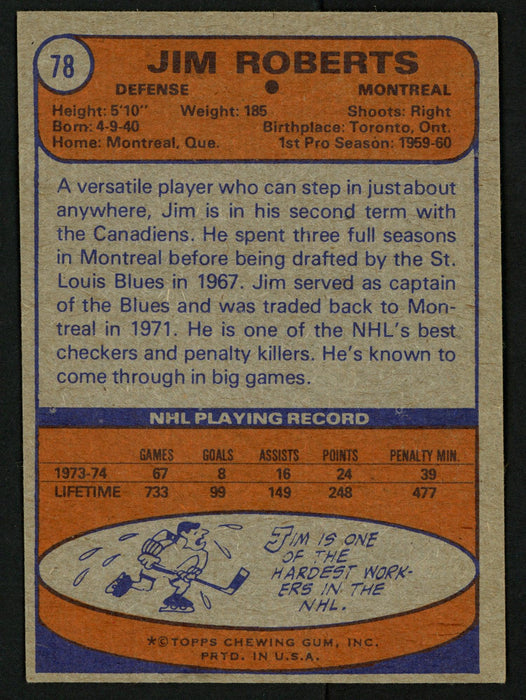 78
JIM ROBERTS
DEFENSE ● MONTREAL
Height: 5'10" Weight: 185 Shoots: Right
Born: 4-9-40 Birthplace: Toronto, Ont.
Home: Montreal, Que. 1st Pro Season: 1959-60
A versatile player who can step in just about
anywhere, Jim is in his second term with
the Canadiens. He spent three full seasons
in Montreal before being drafted by the St.
Louis Blues in 1967. Jim served as captain
of the Blues and was traded back to Mon-
treal in 1971. He is one of the NHL's best
checkers and penalty killers. He's known to
come through in big games.
NHL PLAYING RECORD
GAMES GOALS ASSISTS POINTS PENALTY MIN.
1973-74 67 8 16 24 39
LIFETIME 733 99 149 248 477
JIM IS ONE
OF THE
HARDEST WORK-
ERS IN THE
NHL.
*©TOPPS CHEWING GUM, INC.
PRTD. IN U.S.A.